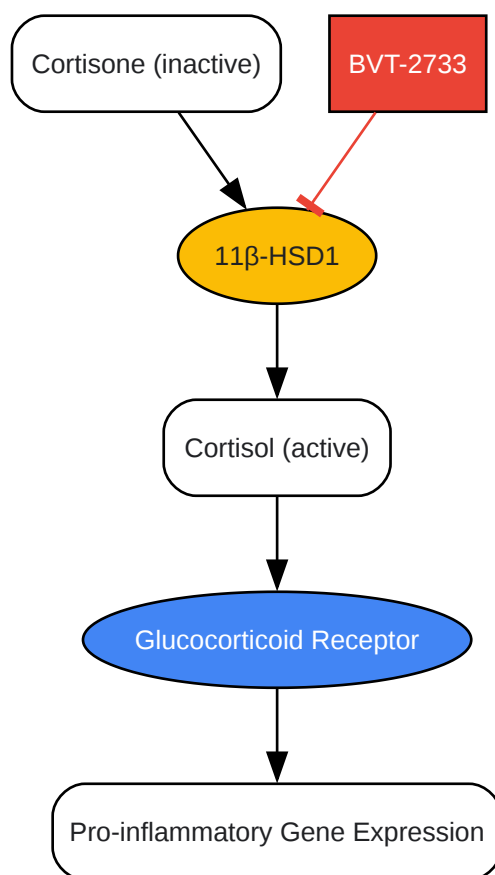 Cortisone (inactive)
BVT-2733
11β-HSD1
Cortisol (active)
Glucocorticoid Receptor
Pro-inflammatory Gene Expression